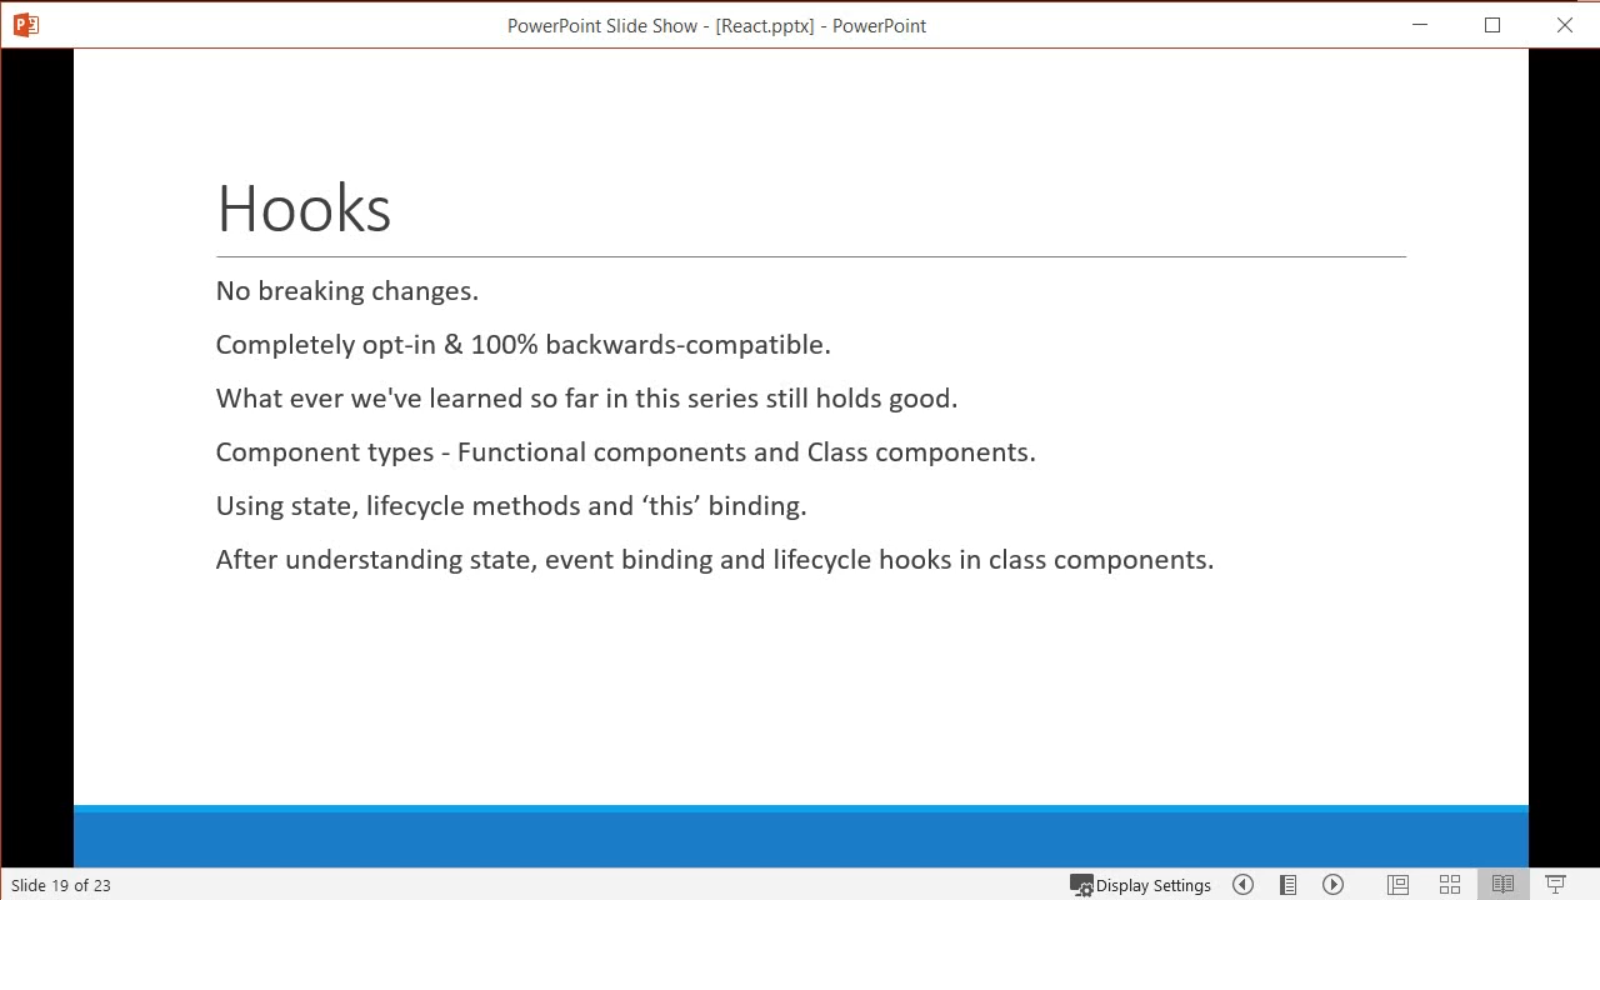 PowerPoint Slide Show - [React.pptx] - PowerPoint
Hooks
No breaking changes.
Completely opt-in & 100% backwards-compatible.
What ever we've learned so far in this series still holds good.
Component types - Functional components and Class components.
Using state, lifecycle methods and ‘this’ binding.
After understanding state, event binding and lifecycle hooks in class components.
Slide 19 of 23
Display Settings